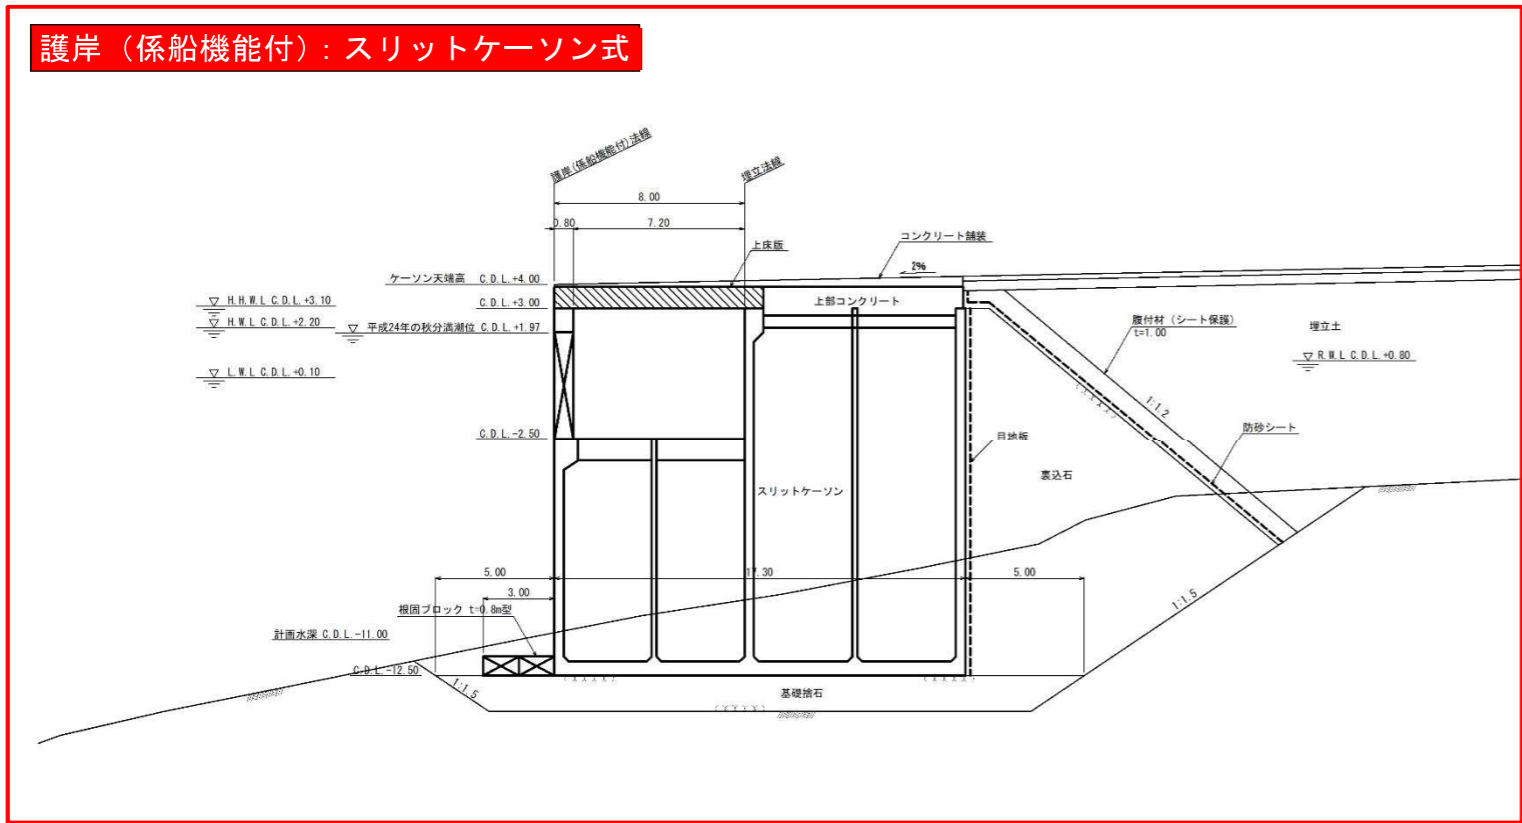 護岸（係船機能付）：スリットケーソン式
護岸(係船機能付)法線
埋立法線
8.00
0.80
7.20
上床版
コンクリート舗装
2%
ケーソン天端高 C.D.L.+4.00
H.H.W.L C.D.L.+3.10
C.D.L.+3.00
上部コンクリート
H.W.L C.D.L.+2.20
平成24年の秋分満潮位 C.D.L.+1.97
腹付材（シート保護）
t=1.00
埋立土
R.W.L C.D.L.+0.80
L.W.L C.D.L.+0.10
1:1.2
C.D.L.-2.50
目地板
防砂シート
裏込石
スリットケーソン
5.00
17.30
5.00
3.00
根固ブロック t=0.8m型
1:1.5
計画水深 C.D.L.-11.00
C.D.L.-12.50
1:1.5
基礎捨石